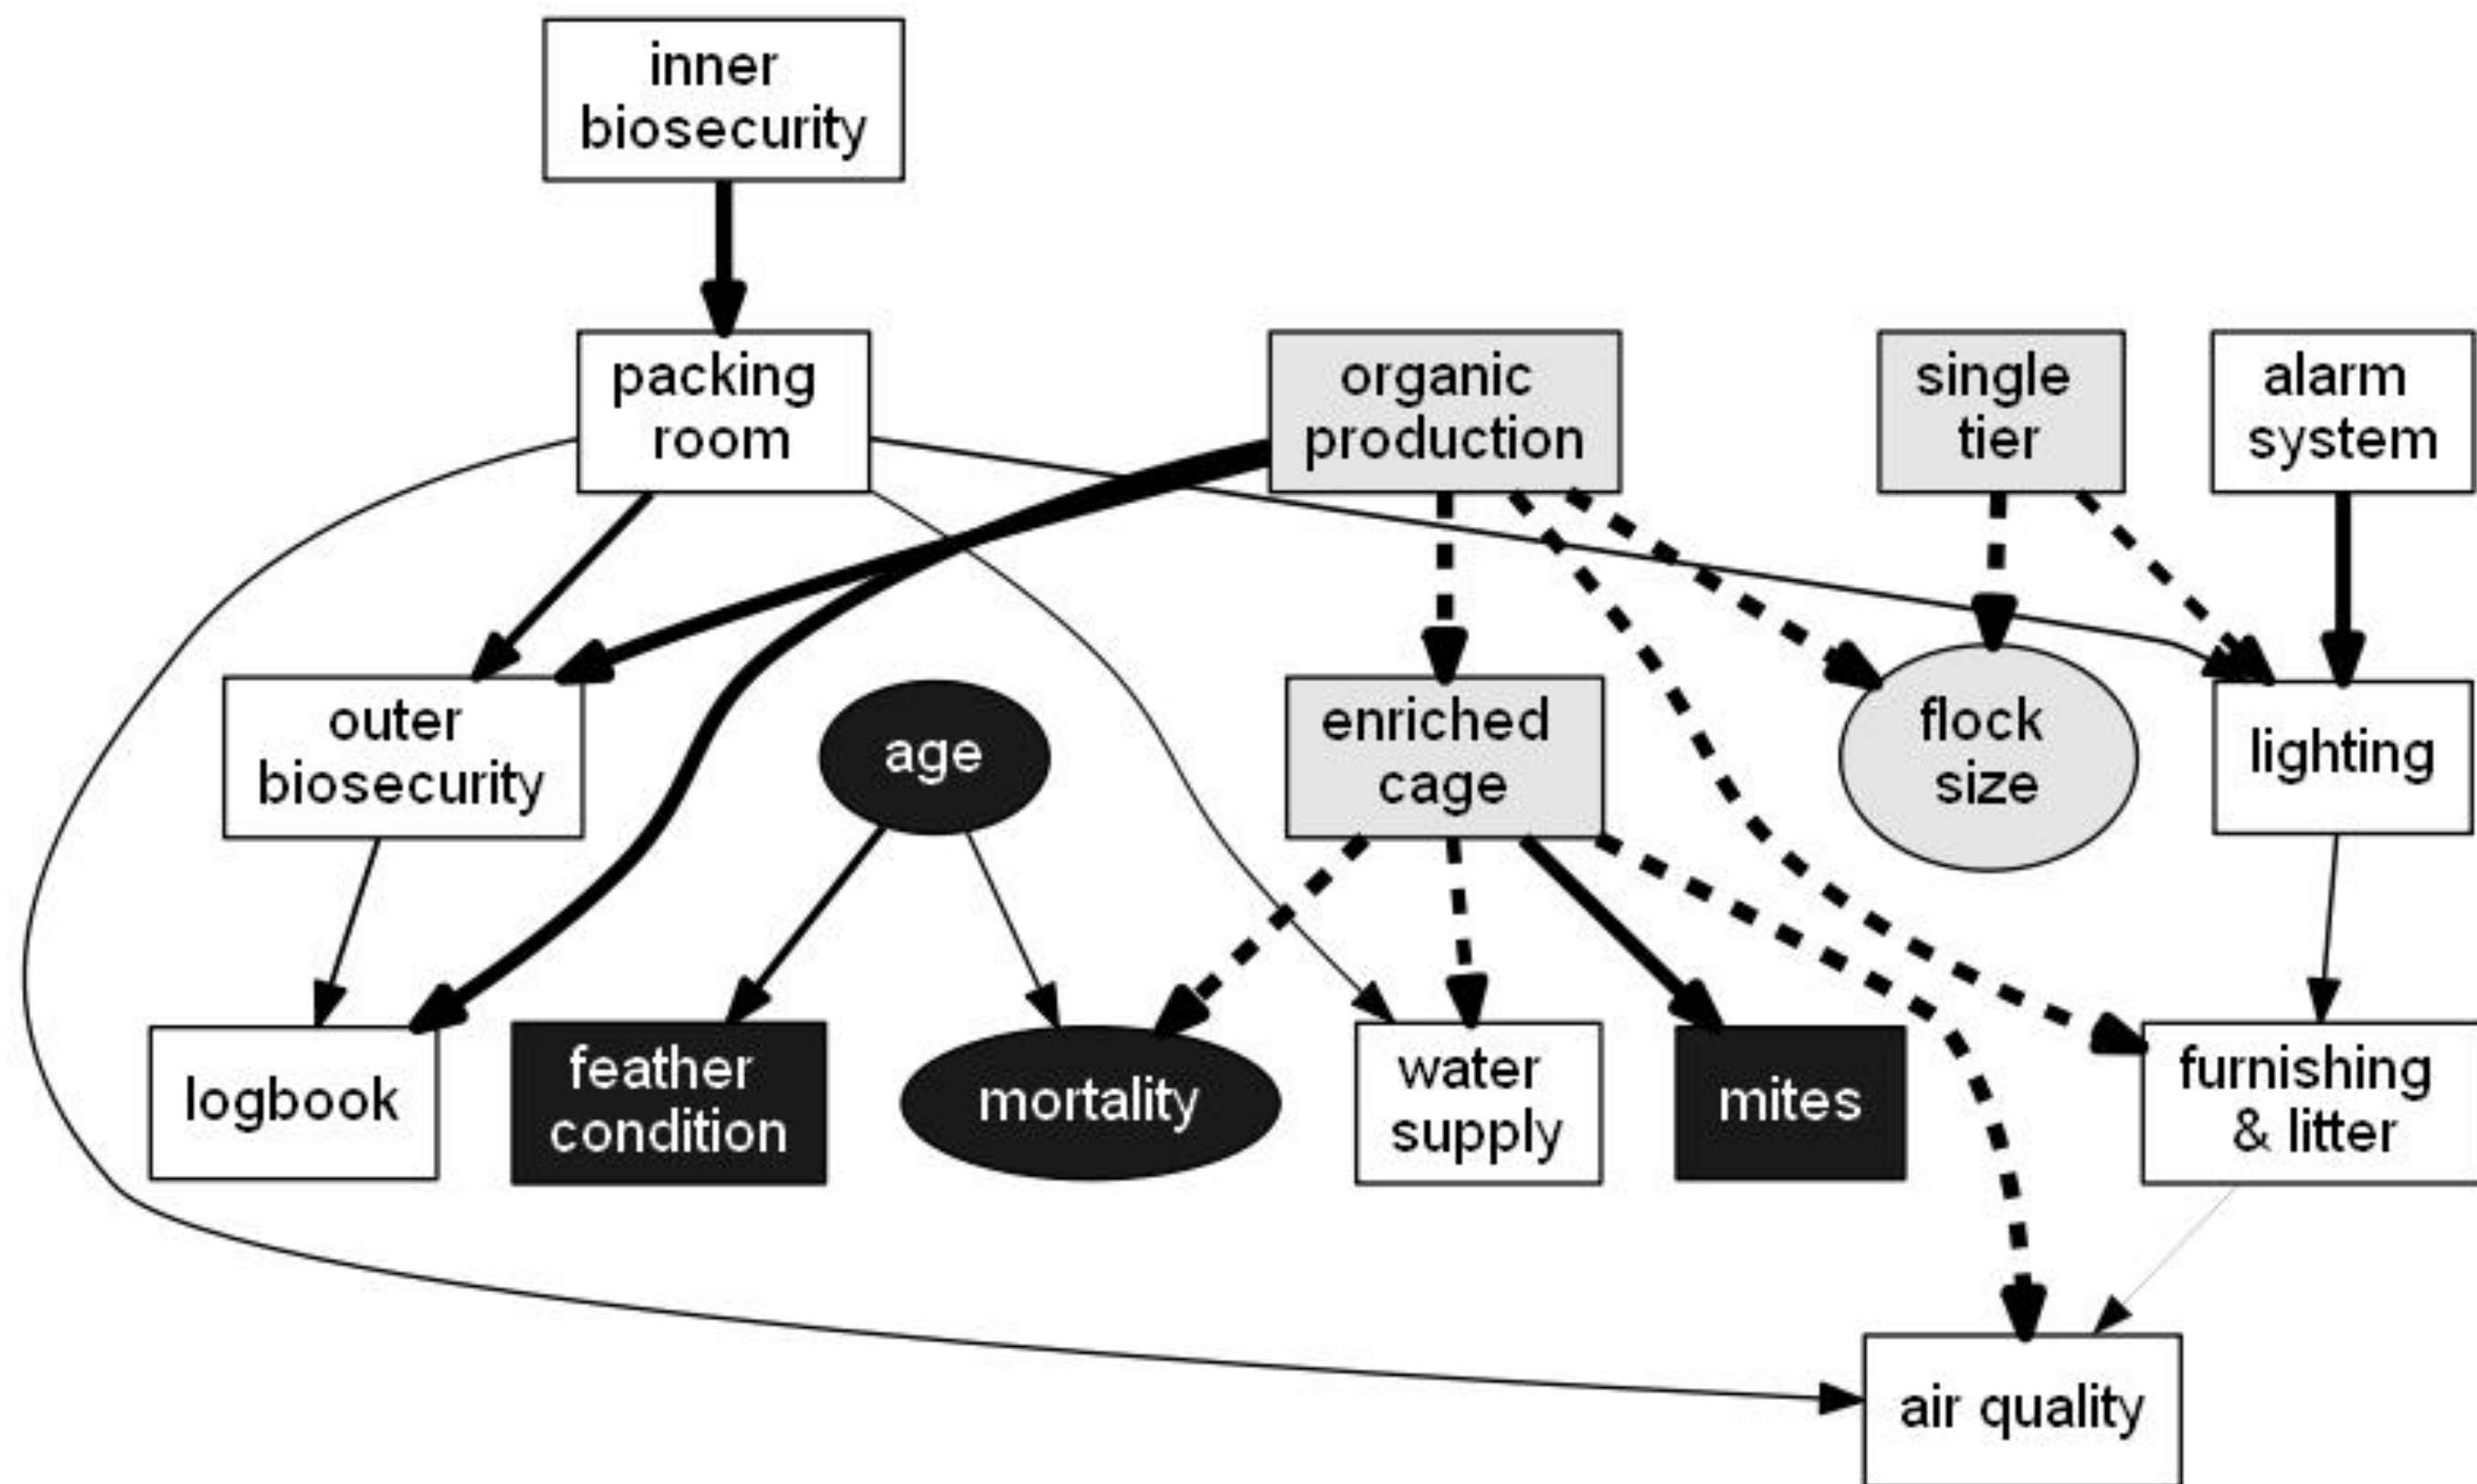 inner
biosecurity
packing
room
organic
production
single
tier
alarm
system
outer
biosecurity
age
enriched
cage
flock
size
lighting
logbook
feather
condition
mortality
water
supply
mites
furnishing
& litter
air quality